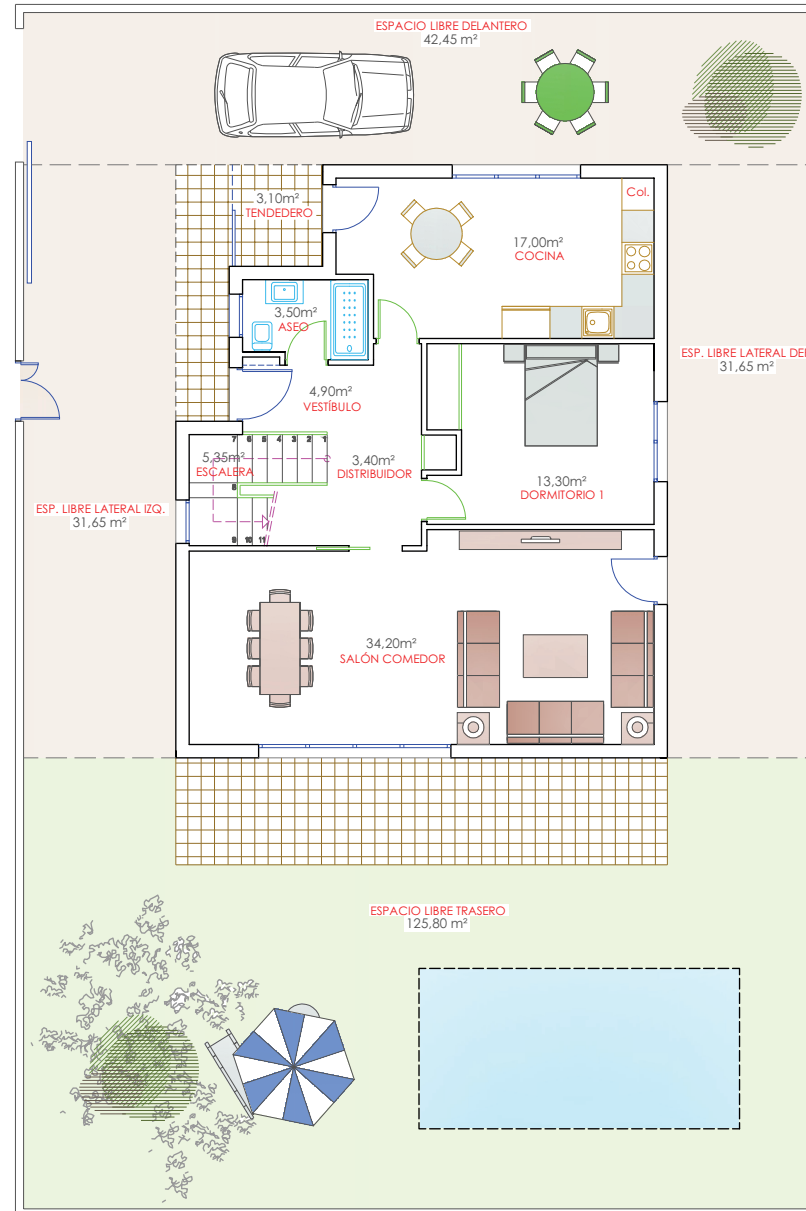 ESPACIO LIBRE DELANTERO
42,45 m²
3,10m²
TENDEDERO
Col.
17,00m²
COCINA
3,50m²
ASEO
ESP. LIBRE LATERAL DER
31,65 m²
4,90m²
VESTÍBULO
7 6 5 4 3 2 1
5,35m²
ESCALERA
3,40m²
DISTRIBUIDOR
13,30m²
DORMITORIO 1
8
ESP. LIBRE LATERAL IZQ.
31,65 m²
9 10 11
34,20m²
SALÓN COMEDOR
ESPACIO LIBRE TRASERO
125,80 m²